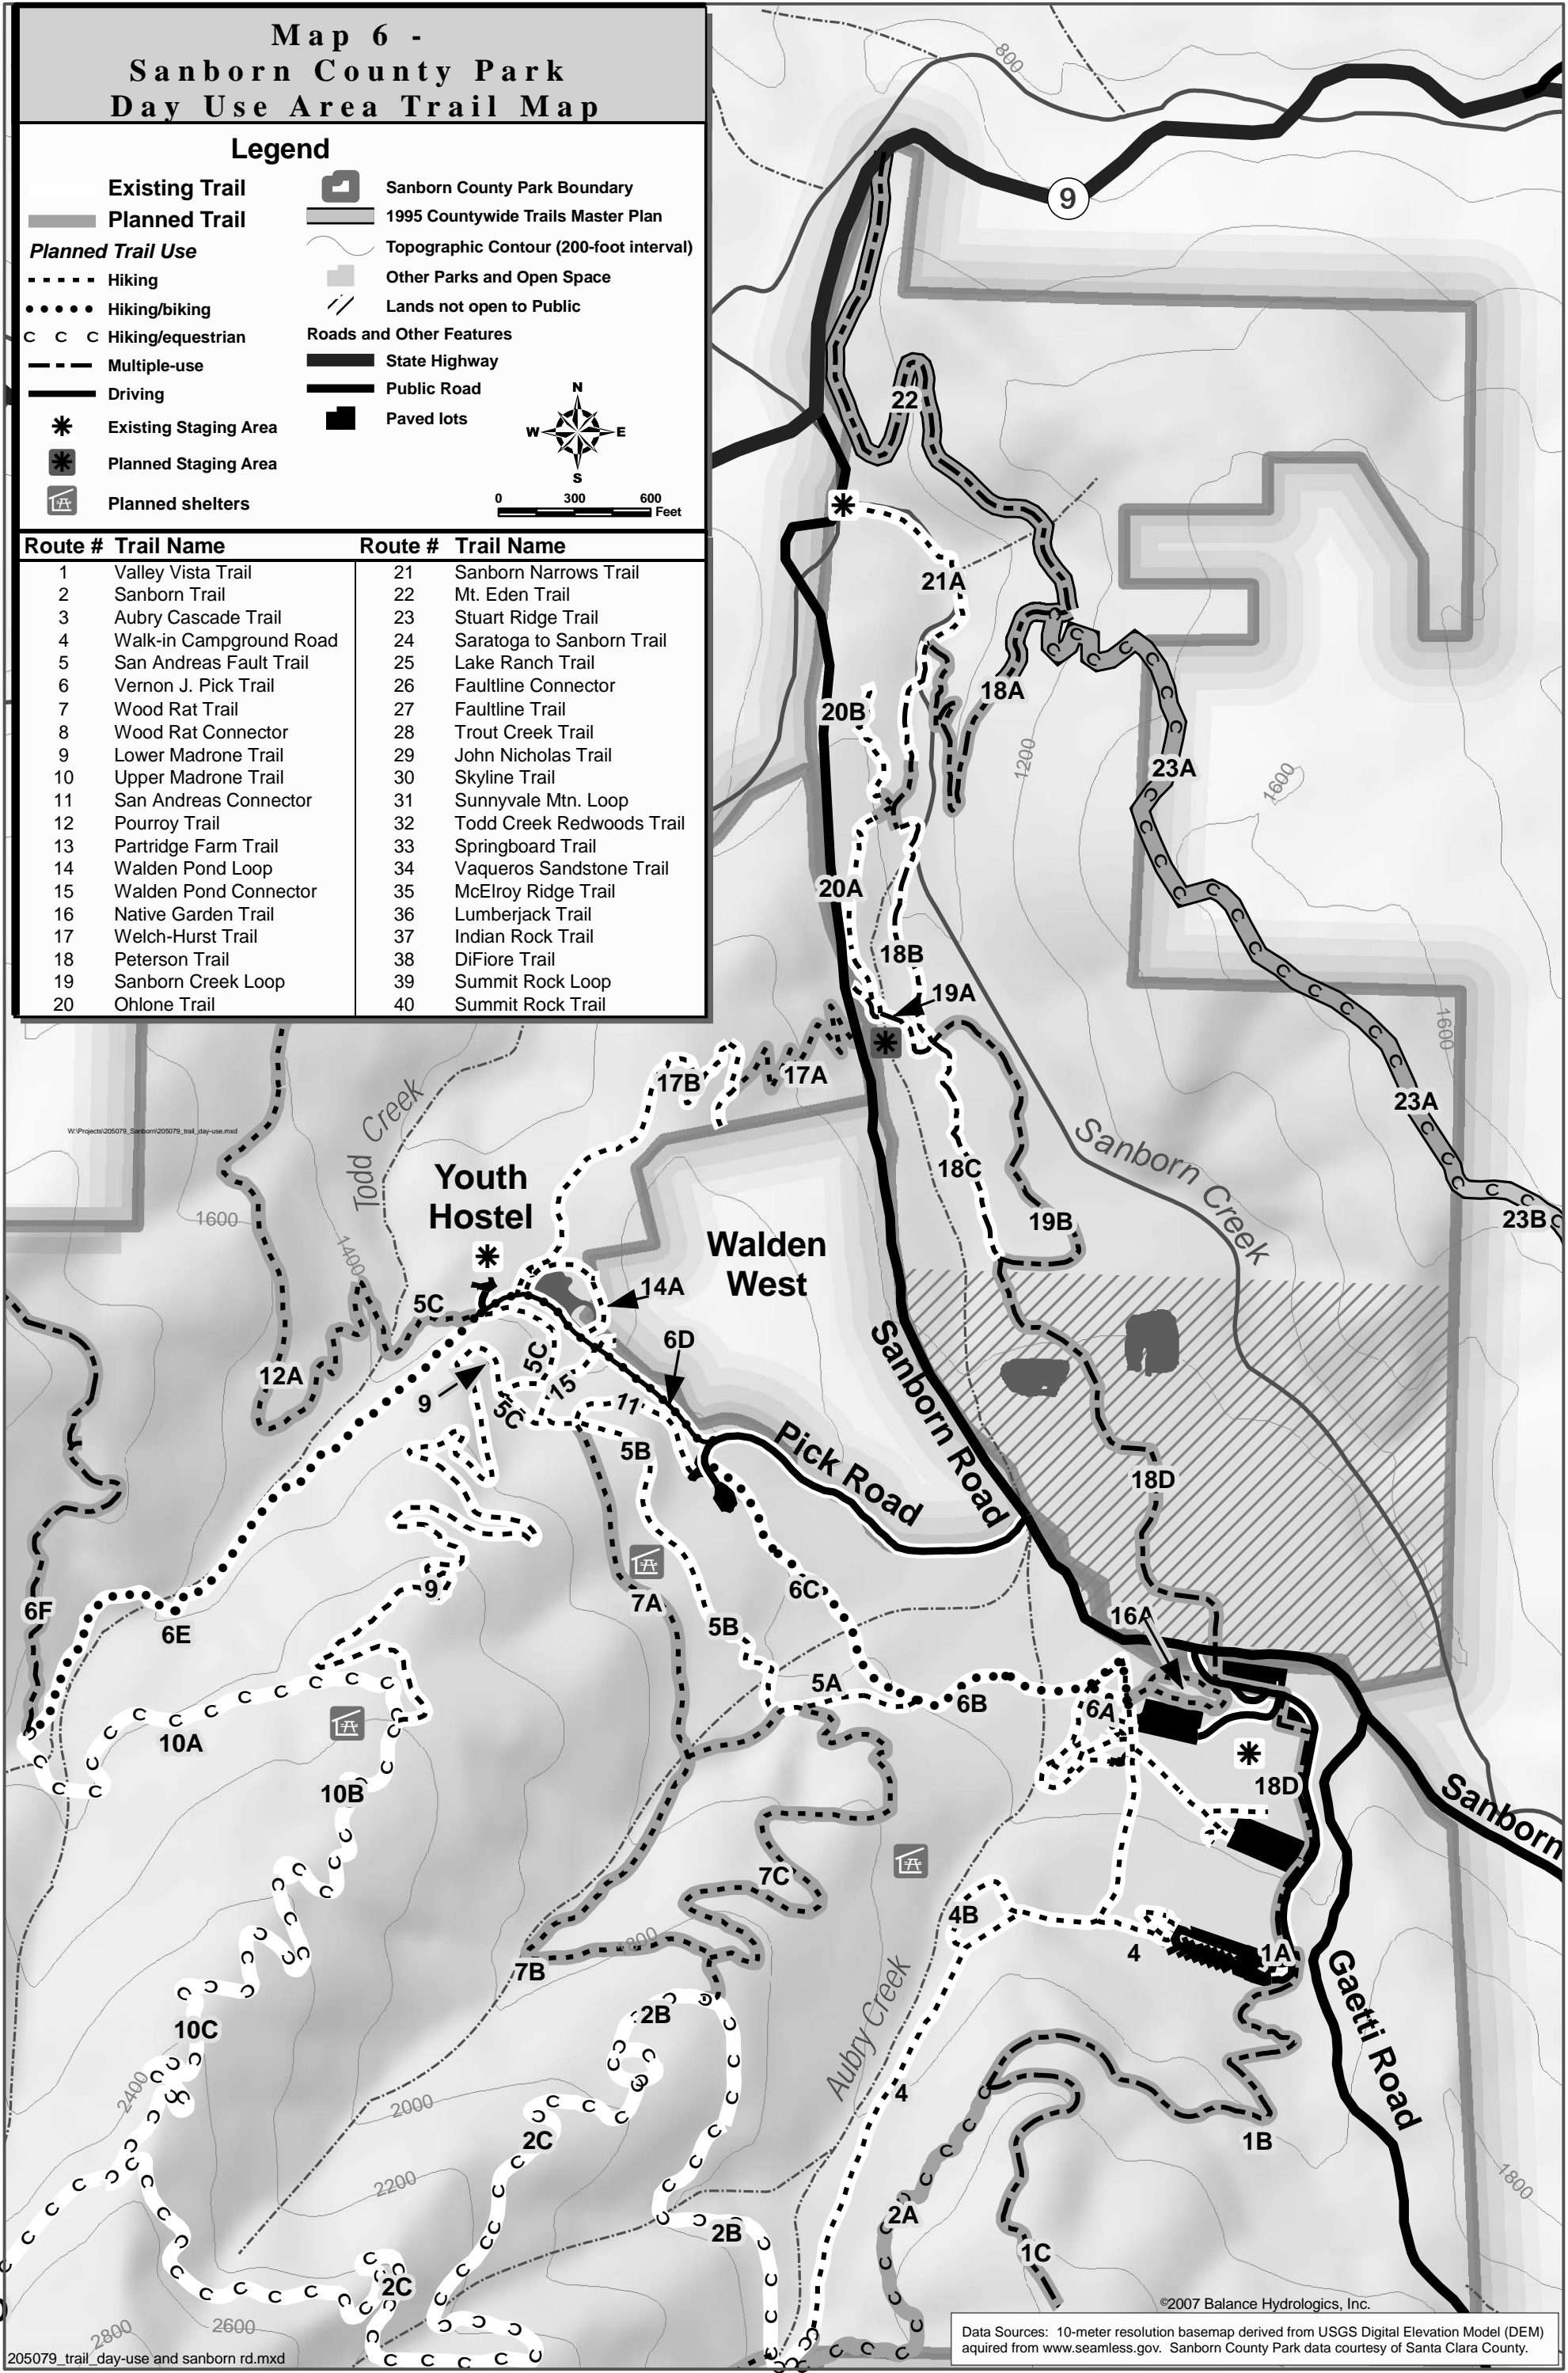 Map 6 -
Sanborn County Park
Day Use Area Trail Map
Legend
Existing Trail
Planned Trail
Planned Trail Use
Hiking
Hiking/biking
C C C Hiking/equestrian
Multiple-use
Driving
Existing Staging Area
Planned Staging Area
Planned shelters
Sanborn County Park Boundary
1995 Countywide Trails Master Plan
Topographic Contour (200-foot interval)
Other Parks and Open Space
Lands not open to Public
Roads and Other Features
State Highway
Public Road
Paved lots
N
W E
S
0 300 600
Feet
Route # Trail Name Route # Trail Name
1 Valley Vista Trail 21 Sanborn Narrows Trail
2 Sanborn Trail 22 Mt. Eden Trail
3 Aubry Cascade Trail 23 Stuart Ridge Trail
4 Walk-in Campground Road 24 Saratoga to Sanborn Trail
5 San Andreas Fault Trail 25 Lake Ranch Trail
6 Vernon J. Pick Trail 26 Faultline Connector
7 Wood Rat Trail 27 Faultline Trail
8 Wood Rat Connector 28 Trout Creek Trail
9 Lower Madrone Trail 29 John Nicholas Trail
10 Upper Madrone Trail 30 Skyline Trail
11 San Andreas Connector 31 Sunnyvale Mtn. Loop
12 Pourroy Trail 32 Todd Creek Redwoods Trail
13 Partridge Farm Trail 33 Springboard Trail
14 Walden Pond Loop 34 Vaqueros Sandstone Trail
15 Walden Pond Connector 35 McElroy Ridge Trail
16 Native Garden Trail 36 Lumberjack Trail
17 Welch-Hurst Trail 37 Indian Rock Trail
18 Peterson Trail 38 DiFiore Trail
19 Sanborn Creek Loop 39 Summit Rock Loop
20 Ohlone Trail 40 Summit Rock Trail
800
9
22
21A
18A
20B
1200
23A
1600
20A
18B
19A
1600
17B
17A
23A
W:\Projects\205079_Sanborn\205079_trail_day-use.mxd
Todd Creek
Sanborn Creek
18C
Youth
Hostel
1600
1400
19B
23B
Walden
West
14A
5C
6D
5C
12A
15
9
5C
11
5B
Sanborn Road
Pick Road
18D
6F
6E
9
7A
6C
5B
16A
5A
6B
6A
10A
10B
18D
Sanborn
7C
4B
4
1A
7B
1800
Gaetti Road
2B
10C
Aubry Creek
2400
2000
4
2C
1B
2200
1800
2B
2A
1C
2C
2600
2800
©2007 Balance Hydrologics, Inc.
Data Sources: 10-meter resolution basemap derived from USGS Digital Elevation Model (DEM)
aquired from www.seamless.gov. Sanborn County Park data courtesy of Santa Clara County.
205079_trail_day-use and sanborn rd.mxd